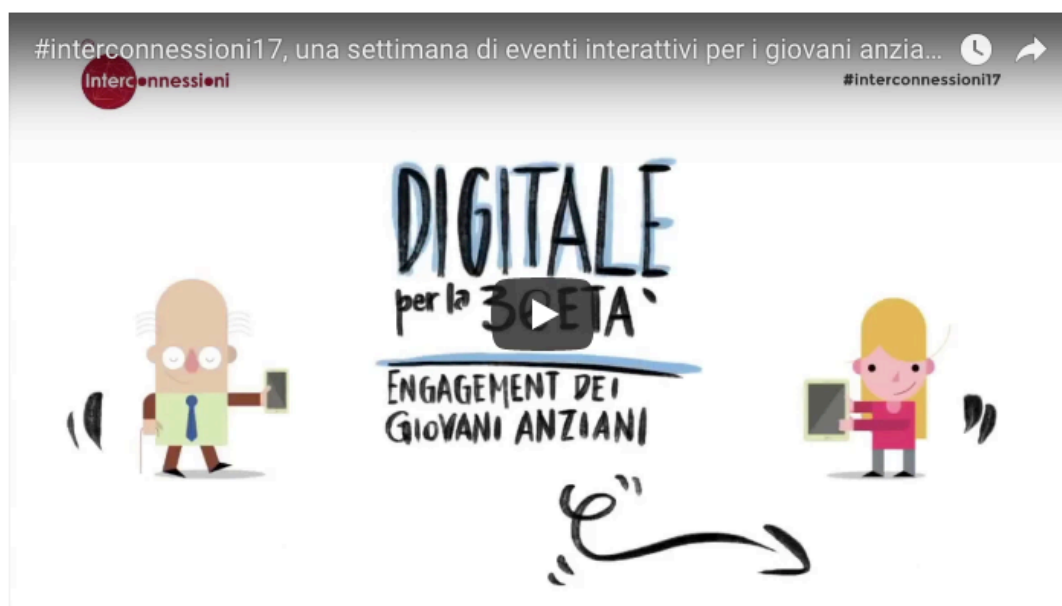 #interconnessioni17, una settimana di eventi interattivi per i giovani anzia...
Interconnessioni
#interconnessioni17
DIGITALE
per la 3a ETA`
ENGAGEMENT DEI
GIOVANI ANZIANI